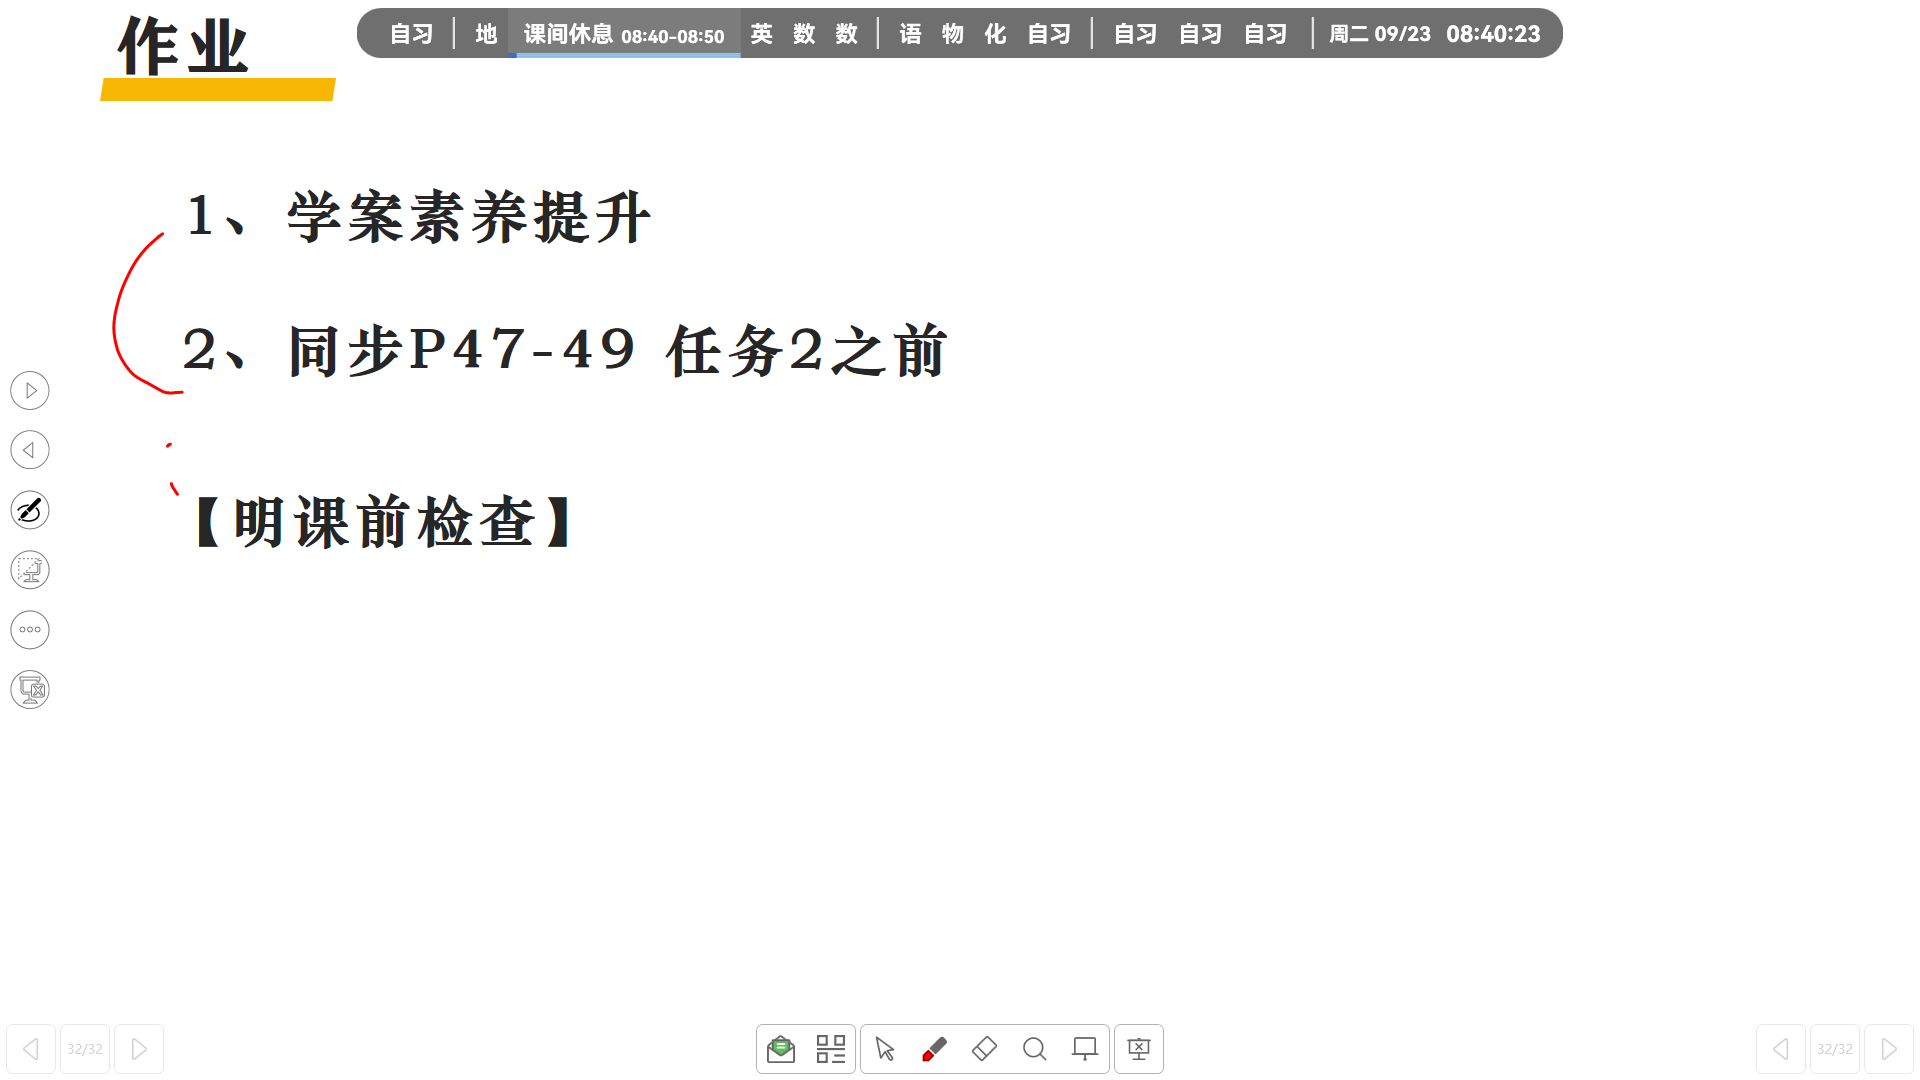 作业
自习 地 课间休息 08:40-08:50 英 数 数 语 物 化 自习 自习 自习 自习 周二 09/23 08:40:23
1、学案素养提升
2、同步P47-49 任务2之前
【明课前检查】
32/32
32/32